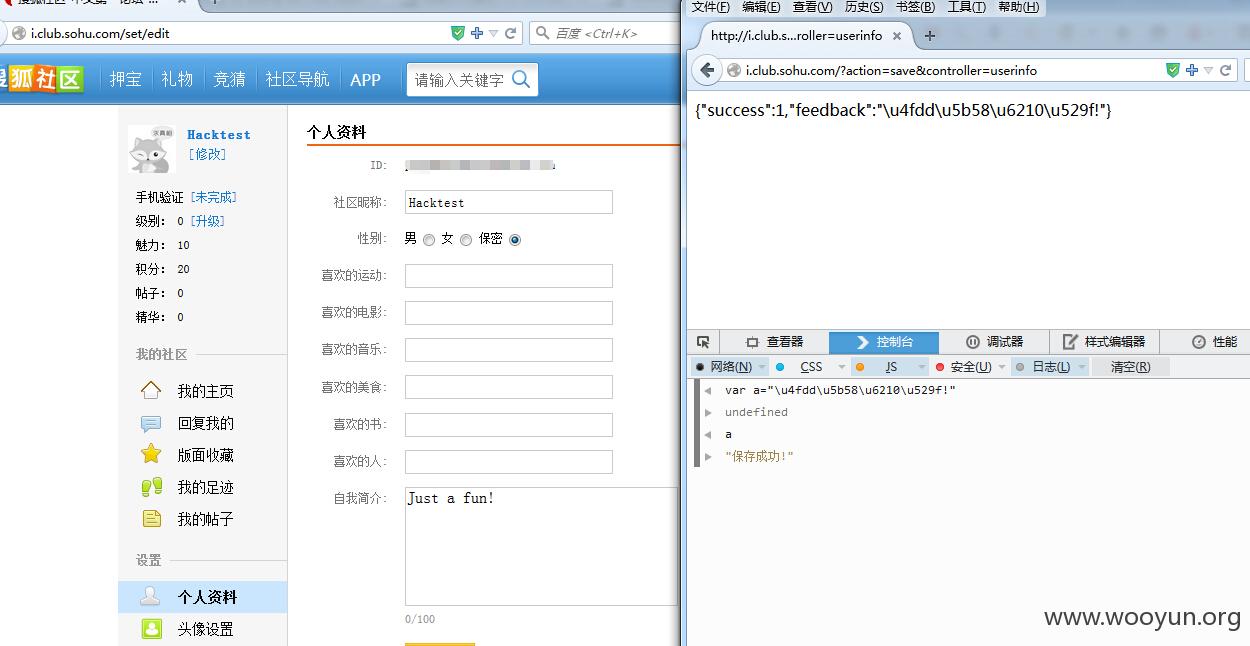 i.club.sohu.com/set/edit
百度 <Ctrl+K>
狐社区
押宝
礼物
竞猜
社区导航
APP
请输入关键字
Hacktest
[修改]
手机验证 [未完成]
级别: 0 [升级]
魅力: 10
积分: 20
帖子: 0
精华: 0
我的社区
我的主页
回复我的
版面收藏
我的足迹
我的帖子
设置
个人资料
头像设置
个人资料
ID:
社区昵称: Hacktest
性别: 男 女 保密
喜欢的运动:
喜欢的电影:
喜欢的音乐:
喜欢的美食:
喜欢的书:
喜欢的人:
自我简介: Just a fun!
0/100
文件(F) 编辑(E) 查看(V) 历史(S) 书签(B) 工具(T) 帮助(H)
http://i.club.s...roller=userinfo
i.club.sohu.com/?action=save&controller=userinfo
{"success":1,"feedback":"\u4fdd\u5b58\u6210\u529f!"}
查看器 控制台 调试器 样式编辑器 性能
网络(N) CSS JS 安全(U) 日志(L) 清空(R)
var a="\u4fdd\u5b58\u6210\u529f!"
undefined
a
"保存成功!"
www.wooyun.org